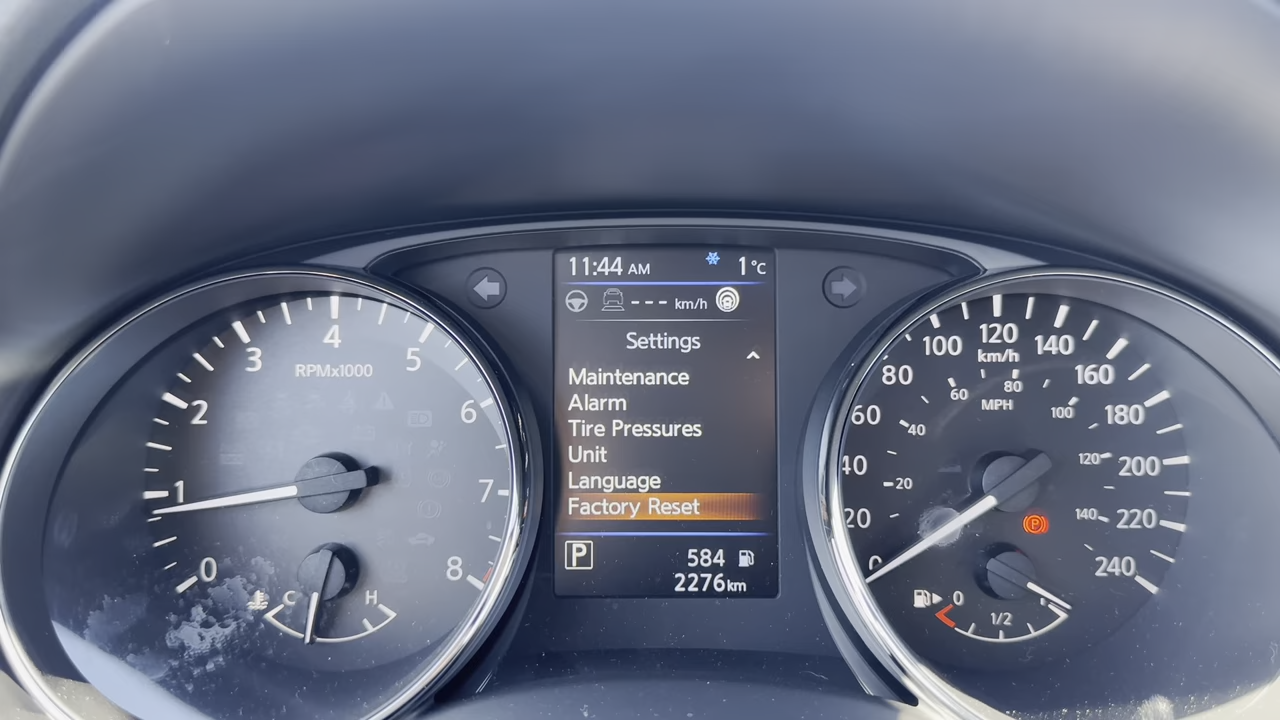 11:44 AM 1°C
--- km/h
Settings
Maintenance
Alarm
Tire Pressures
Unit
Language
Factory Reset
P 584
2276km
0 1 2 3 4 5 6 7 8
RPMx1000
C H
0 20 40 60 80 100 120 140 160 180 200 220 240
km/h
20 40 60 80 100 120 140
MPH
P
0 1/2